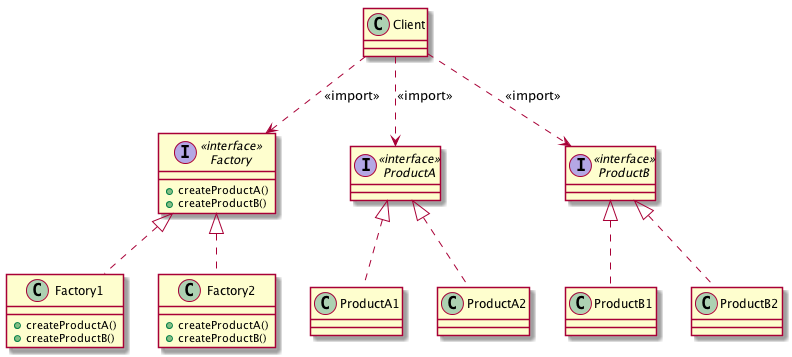 C Client
«import»
«import»
«import»
I «interface»
Factory
createProductA()
createProductB()
I «interface»
ProductA
I «interface»
ProductB
C Factory1
createProductA()
createProductB()
C Factory2
createProductA()
createProductB()
C ProductA1
C ProductA2
C ProductB1
C ProductB2